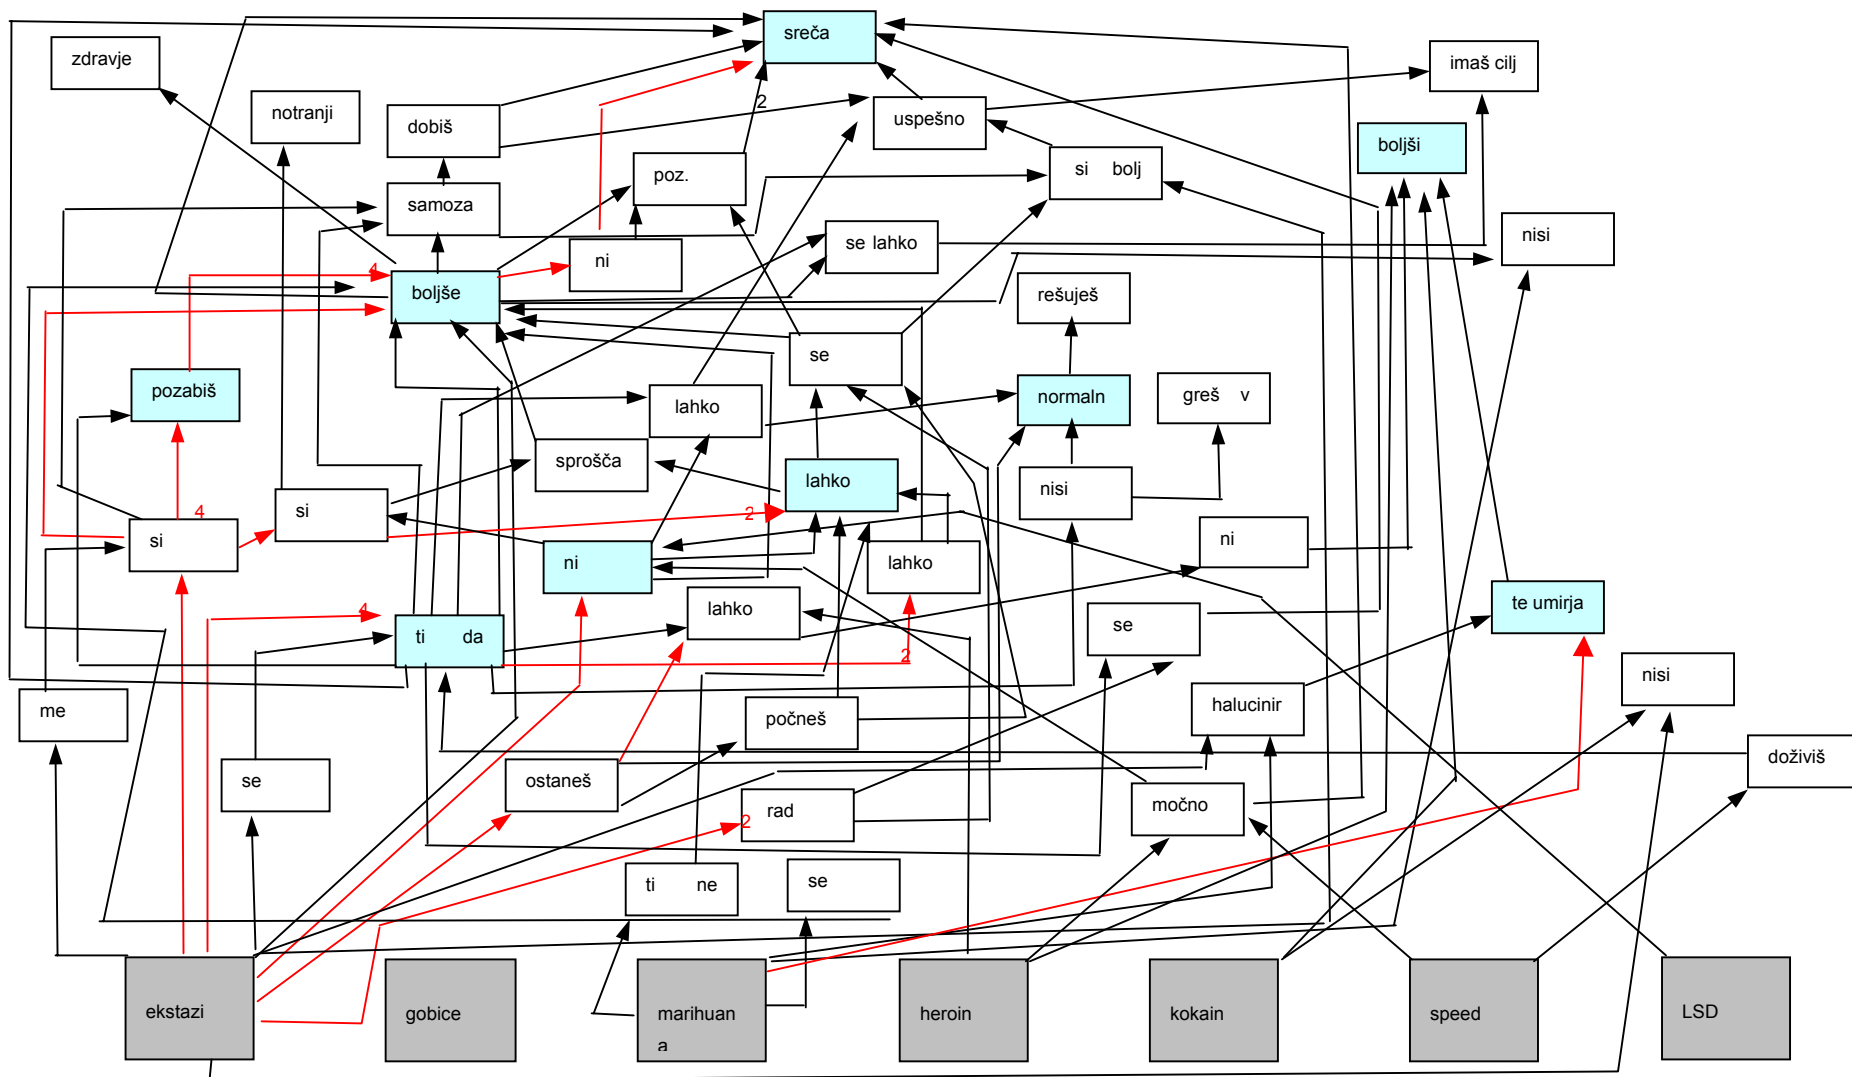 sreča
zdravje
imaš cilj
notranji
2
dobiš
uspešno
boljši
poz.
si bolj
samoza
se lahko
nisi
ni
4
boljše
rešuješ
se
pozabiš
normaln
greš v
lahko
sprošča
lahko
nisi
si
4
2
si
ni
ni
lahko
te umirja
lahko
4
se
ti da
2
nisi
me
halucinir
počneš
doživiš
se
ostaneš
močno
rad
2
ti ne
se
ekstazi
gobice
marihuan
a
heroin
kokain
speed
LSD